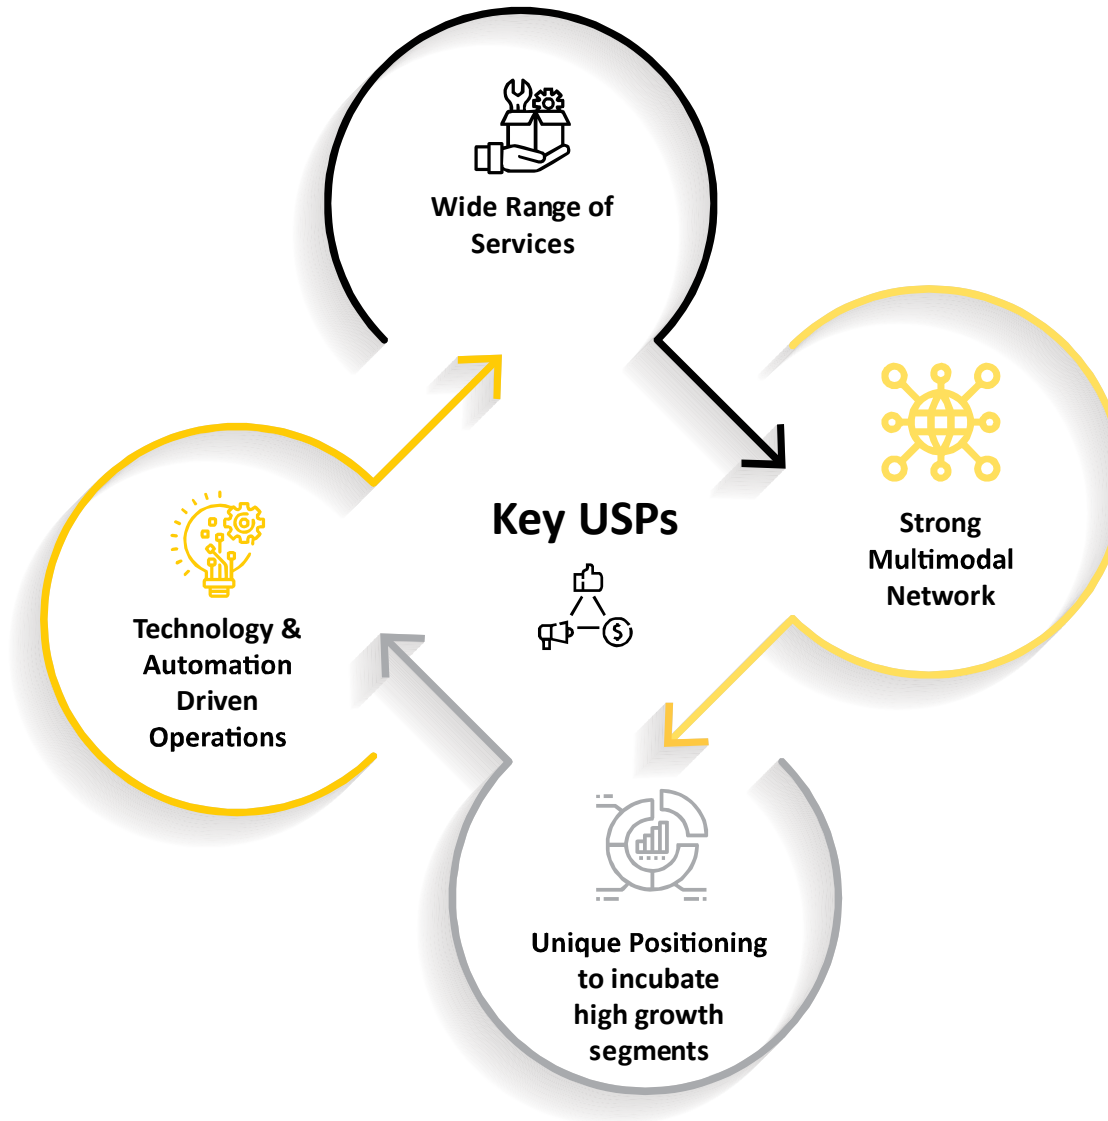 Wide Range of
Services
Strong
Multimodal
Network
Key USPs
$
Technology &
Automation
Driven
Operations
Unique Positioning
to incubate
high growth
segments